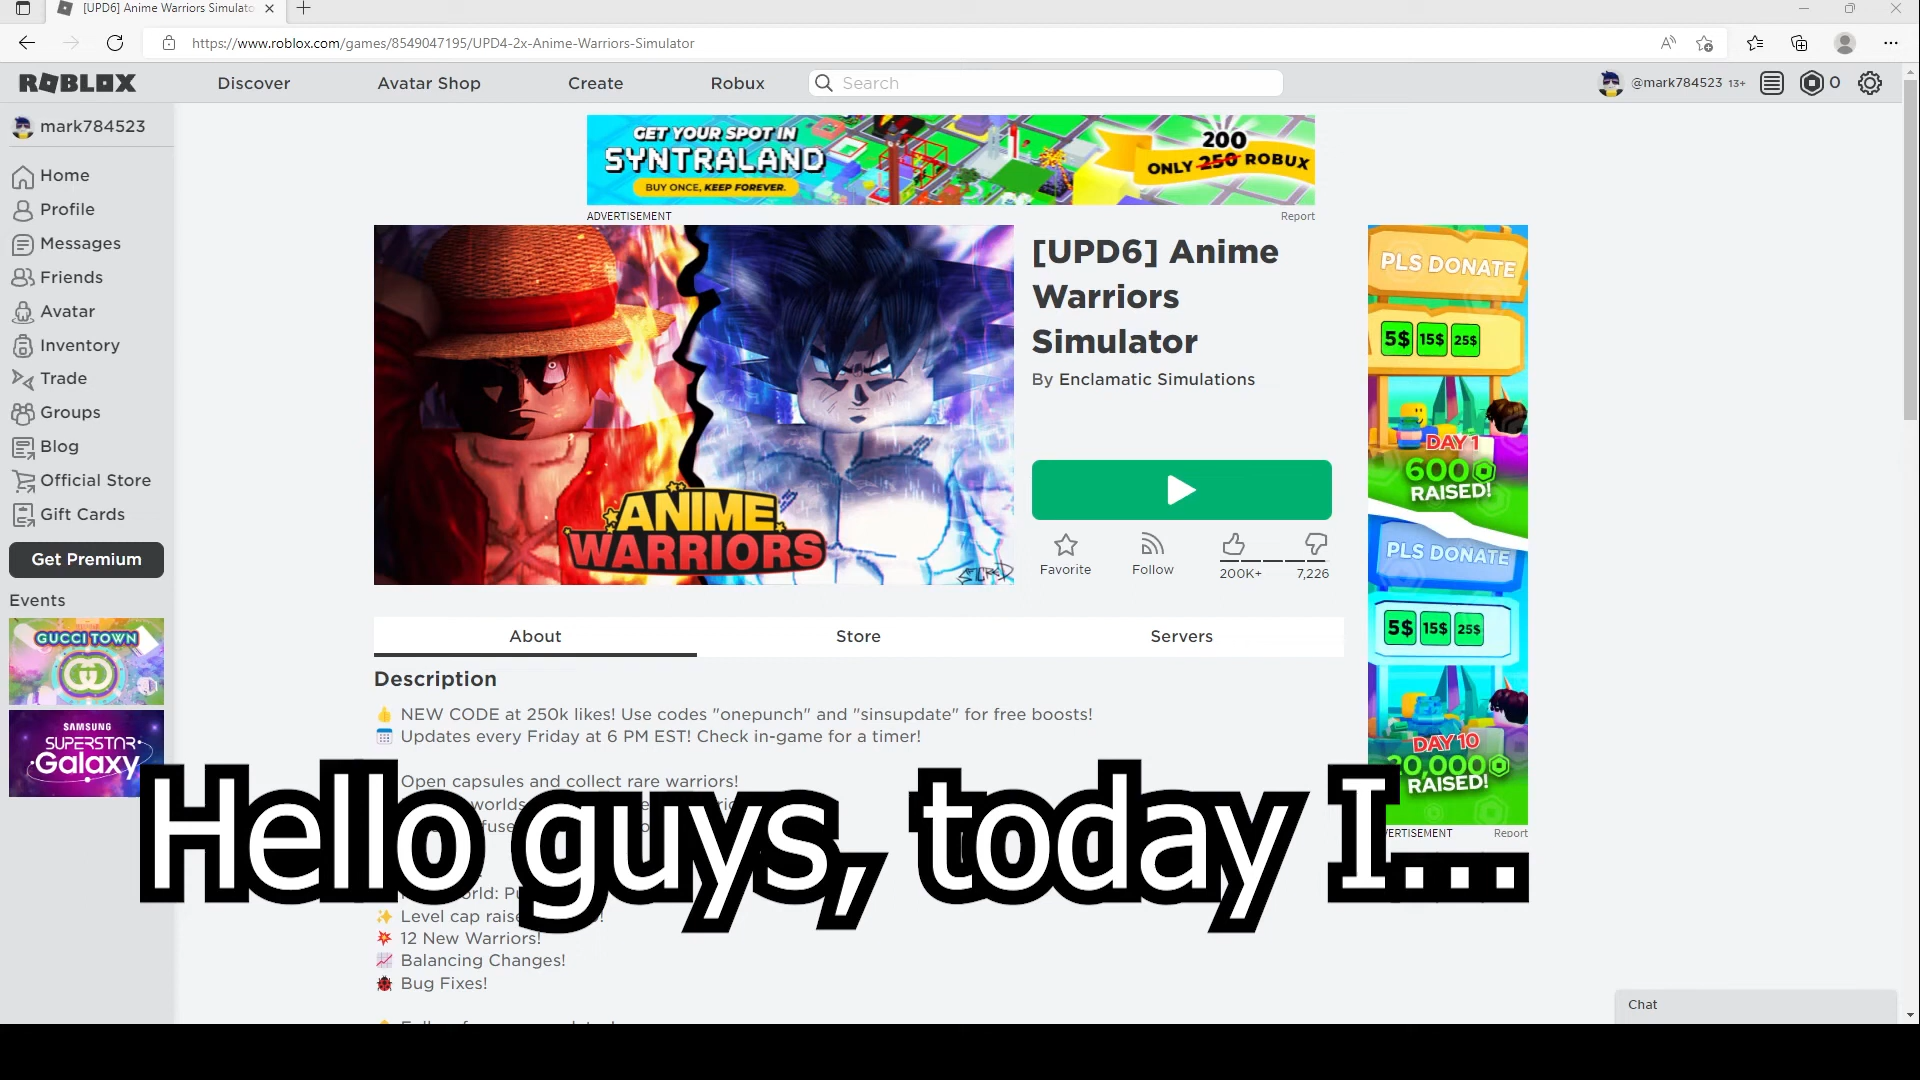 [UPD6] Anime Warriors Simulato
https://www.roblox.com/games/8549047195/UPD4-2x-Anime-Warriors-Simulator
ROBLOX
Discover
Avatar Shop
Create
Robux
Search
@mark784523 13+
0
mark784523
Home
Profile
Messages
Friends
Avatar
Inventory
Trade
Groups
Blog
Official Store
Gift Cards
Get Premium
Events
GUCCI TOWN
SAMSUNG
SUPERSTAR
Galaxy
GET YOUR SPOT IN
SYNTRALAND
BUY ONCE, KEEP FOREVER.
200
ONLY 250 ROBUX
ADVERTISEMENT
Report
ANIME
WARRIORS
[UPD6] Anime
Warriors
Simulator
By Enclamatic Simulations
Favorite
Follow
200K+
7,226
PLS DONATE
5$ 15$ 25$
DAY 1
600
RAISED!
PLS DONATE
5$ 15$ 25$
DAY 10
20,000
RAISED!
Report
About
Store
Servers
Description
👍 NEW CODE at 250k likes! Use codes "onepunch" and "sinsupdate" for free boosts!
📅 Updates every Friday at 6 PM EST! Check in-game for a timer!
Open capsules and collect rare warriors!
worlds
Hello guys, today I...
✨ Level cap
💥 12 New Warriors!
📈 Balancing Changes!
🐞 Bug Fixes!
Chat